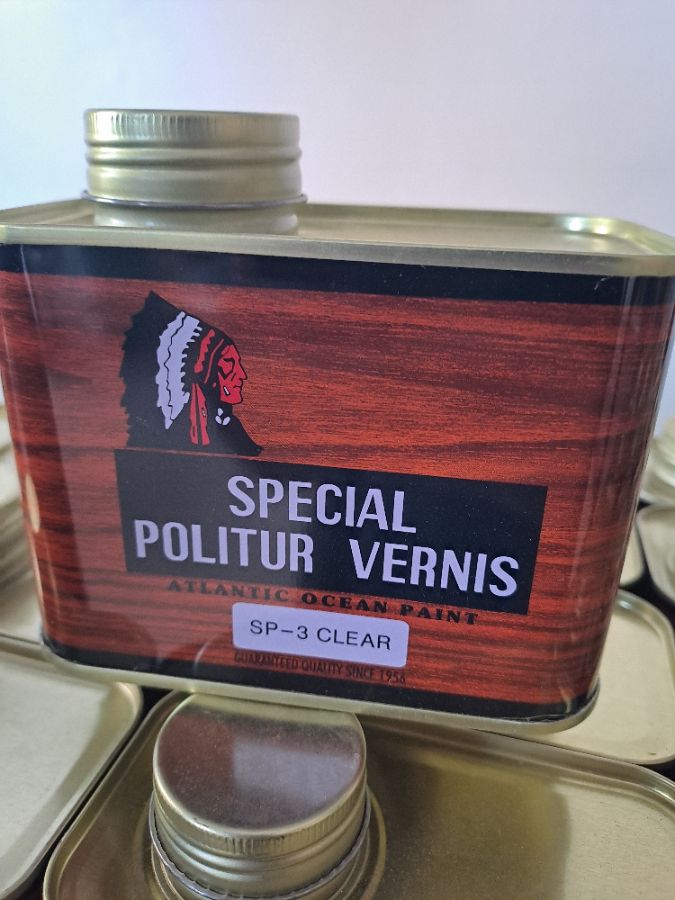 SPECIAL
POLITUR VERNIS
ATLANTIC OCEAN PAINT
SP-3 CLEAR
GUARANTEED QUALITY SINCE 1956